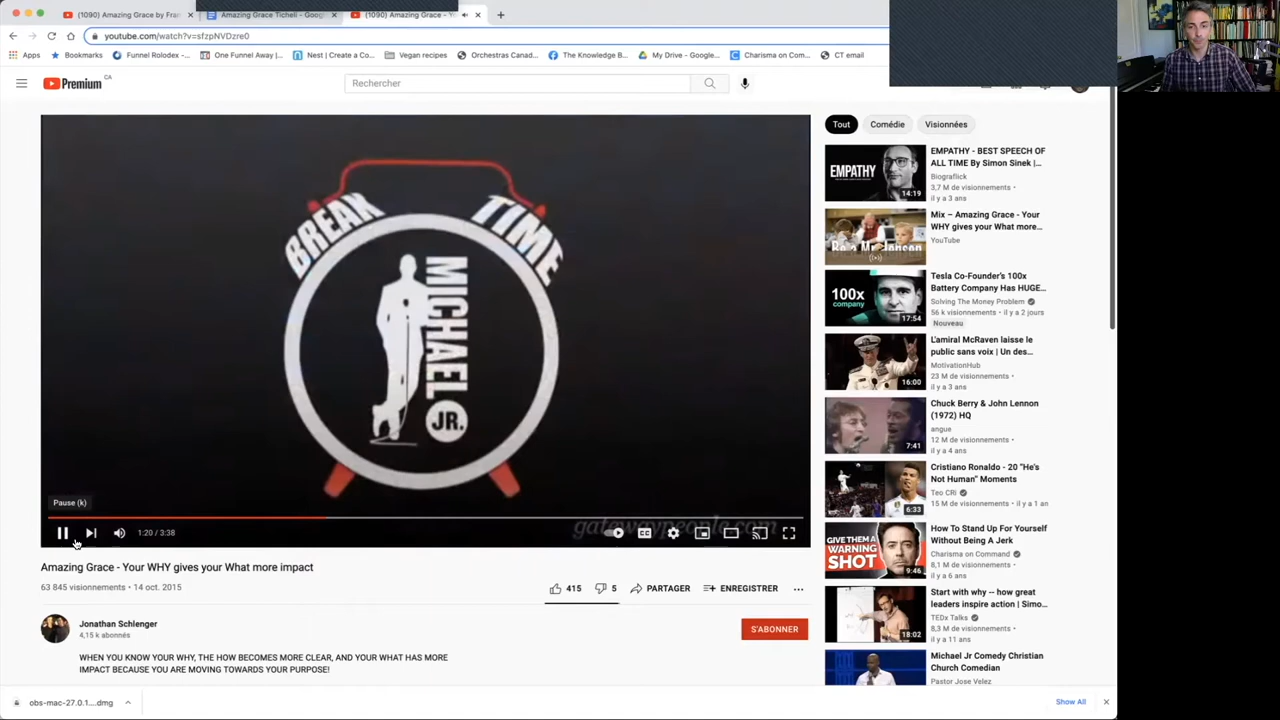 (1090) Amazing Grace by Fran
Amazing Grace Ticheli - Goog
(1090) Amazing Grace - Yo
youtube.com/watch?v=sfzpNVDzre0
Apps
Bookmarks
Funnel Rolodex -...
One Funnel Away |...
Nest | Create a Co...
Vegan recipes
Orchestras Canad...
The Knowledge B...
My Drive - Google...
Charisma on Com...
CT email
Premium CA
Rechercher
Tout
Comédie
Visionnées
BREAK
TIME
MICHAEL
JR.
Pause (k)
gatewaypeople.com
1:20 / 3:38
CC
Amazing Grace - Your WHY gives your What more impact
63 845 visionnements • 14 oct. 2015
415
5
PARTAGER
ENREGISTRER
Jonathan Schlenger
4,15 k abonnés
S'ABONNER
WHEN YOU KNOW YOUR WHY, THE HOW BECOMES MORE CLEAR, AND YOUR WHAT HAS MORE
IMPACT BECAUSE YOU ARE MOVING TOWARDS YOUR PURPOSE!
EMPATHY
14:19
EMPATHY - BEST SPEECH OF
ALL TIME By Simon Sinek |...
Biograflick
3,7 M de visionnements •
il y a 3 ans
Mix – Amazing Grace - Your
WHY gives your What more...
YouTube
100x
company
17:54
Tesla Co-Founder's 100x
Battery Company Has HUGE...
Solving The Money Problem
56 k visionnements • il y a 2 jours
Nouveau
16:00
L'amiral McRaven laisse le
public sans voix | Un des...
MotivationHub
23 M de visionnements •
il y a 3 ans
7:41
Chuck Berry & John Lennon
(1972) HQ
angue
12 M de visionnements •
il y a 4 ans
6:33
Cristiano Ronaldo - 20 "He's
Not Human" Moments
Teo CRi
15 M de visionnements • il y a 1 an
GIVE THEM A
WARNING
SHOT
9:46
How To Stand Up For Yourself
Without Being A Jerk
Charisma on Command
8,1 M de visionnements •
il y a 6 ans
18:02
Start with why -- how great
leaders inspire action | Simo...
TEDx Talks
8,3 M de visionnements •
il y a 11 ans
Michael Jr Comedy Christian
Church Comedian
Pastor Jose Velez
obs-mac-27.0.1....dmg
Show All